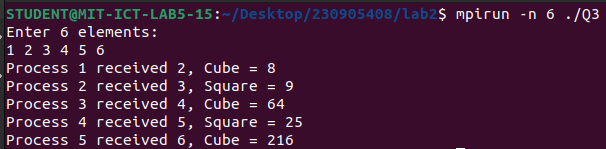 STUDENT@MIT-ICT-LAB5-15:~/Desktop/230905408/lab2$ mpirun -n 6 ./Q3
Enter 6 elements:
1 2 3 4 5 6
Process 1 received 2, Cube = 8
Process 2 received 3, Square = 9
Process 3 received 4, Cube = 64
Process 4 received 5, Square = 25
Process 5 received 6, Cube = 216